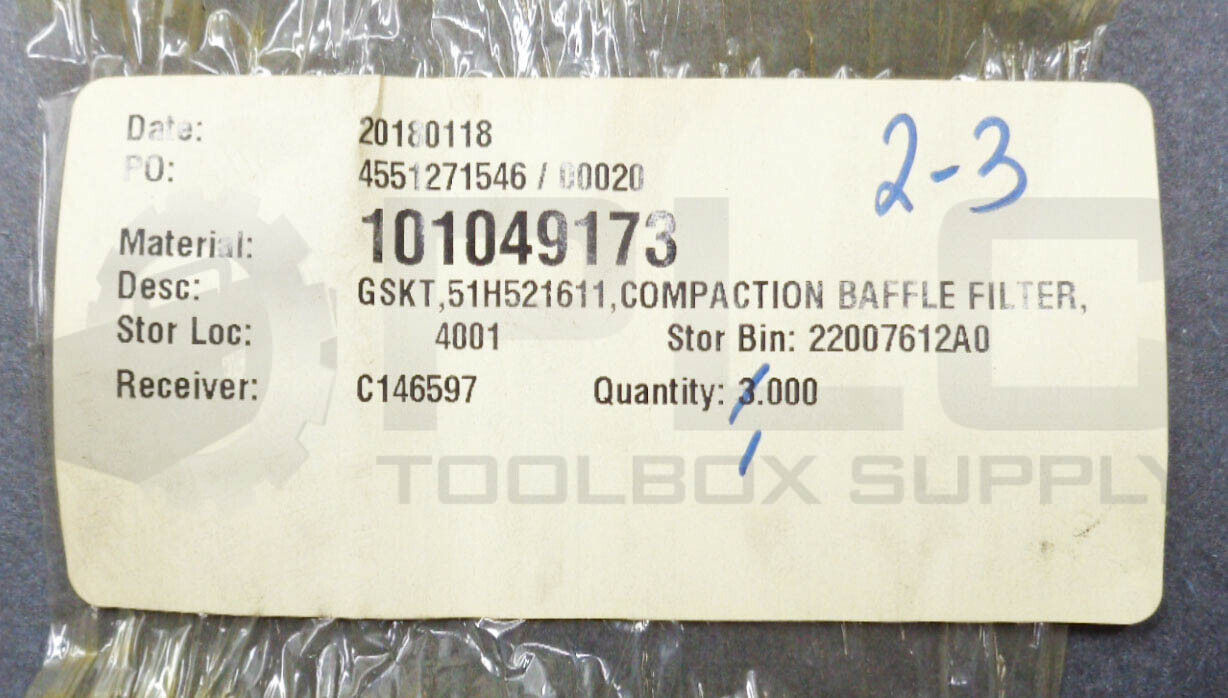 Date: 20180118
2-3
PO: 4551271546 / 00020
Material: 101049173
Desc: GSKT,51H521611,COMPACTION BAFFLE FILTER,
Stor Loc: 4001 Stor Bin: 22007612A0
Receiver: C146597 Quantity: 3.000
1
PLC
TOOLBOX SUPPLY